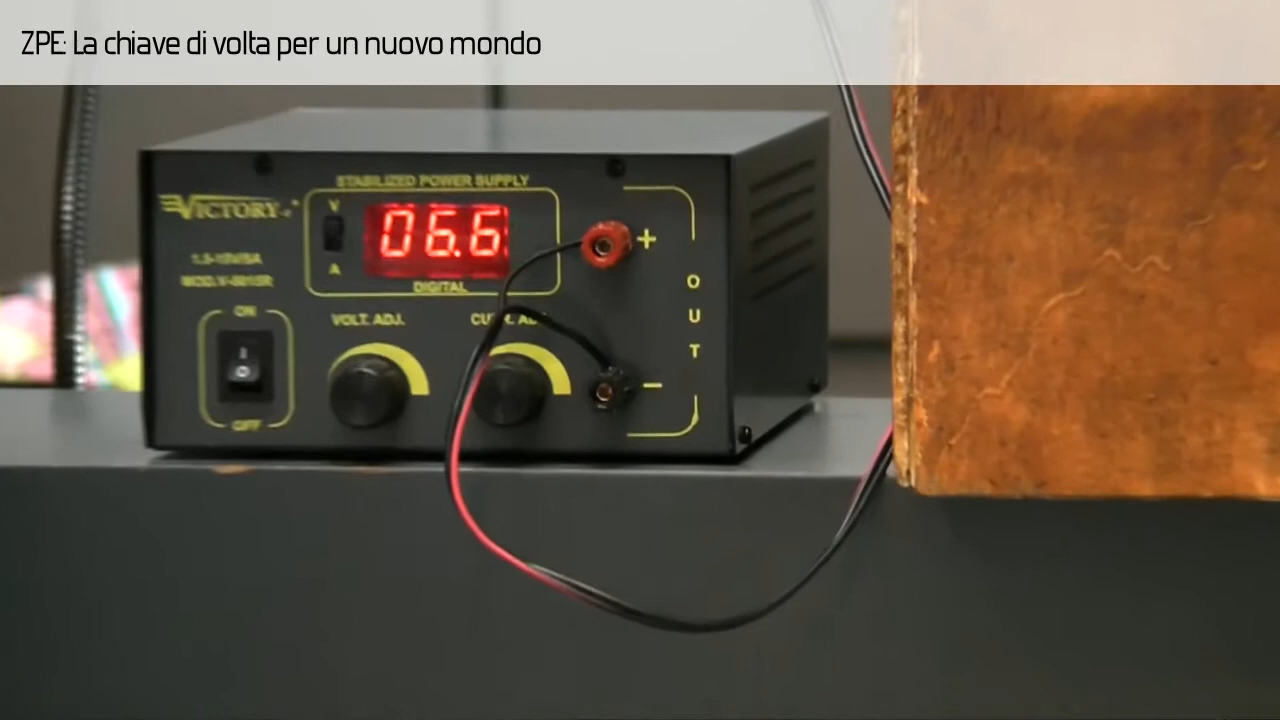 ZPE: La chiave di volta per un nuovo mondo
STABILIZED POWER SUPPLY
VICTORY
V
06.6
A
DIGITAL
+
ON
VOLT. ADJ.
I
O
OFF
−
OUT